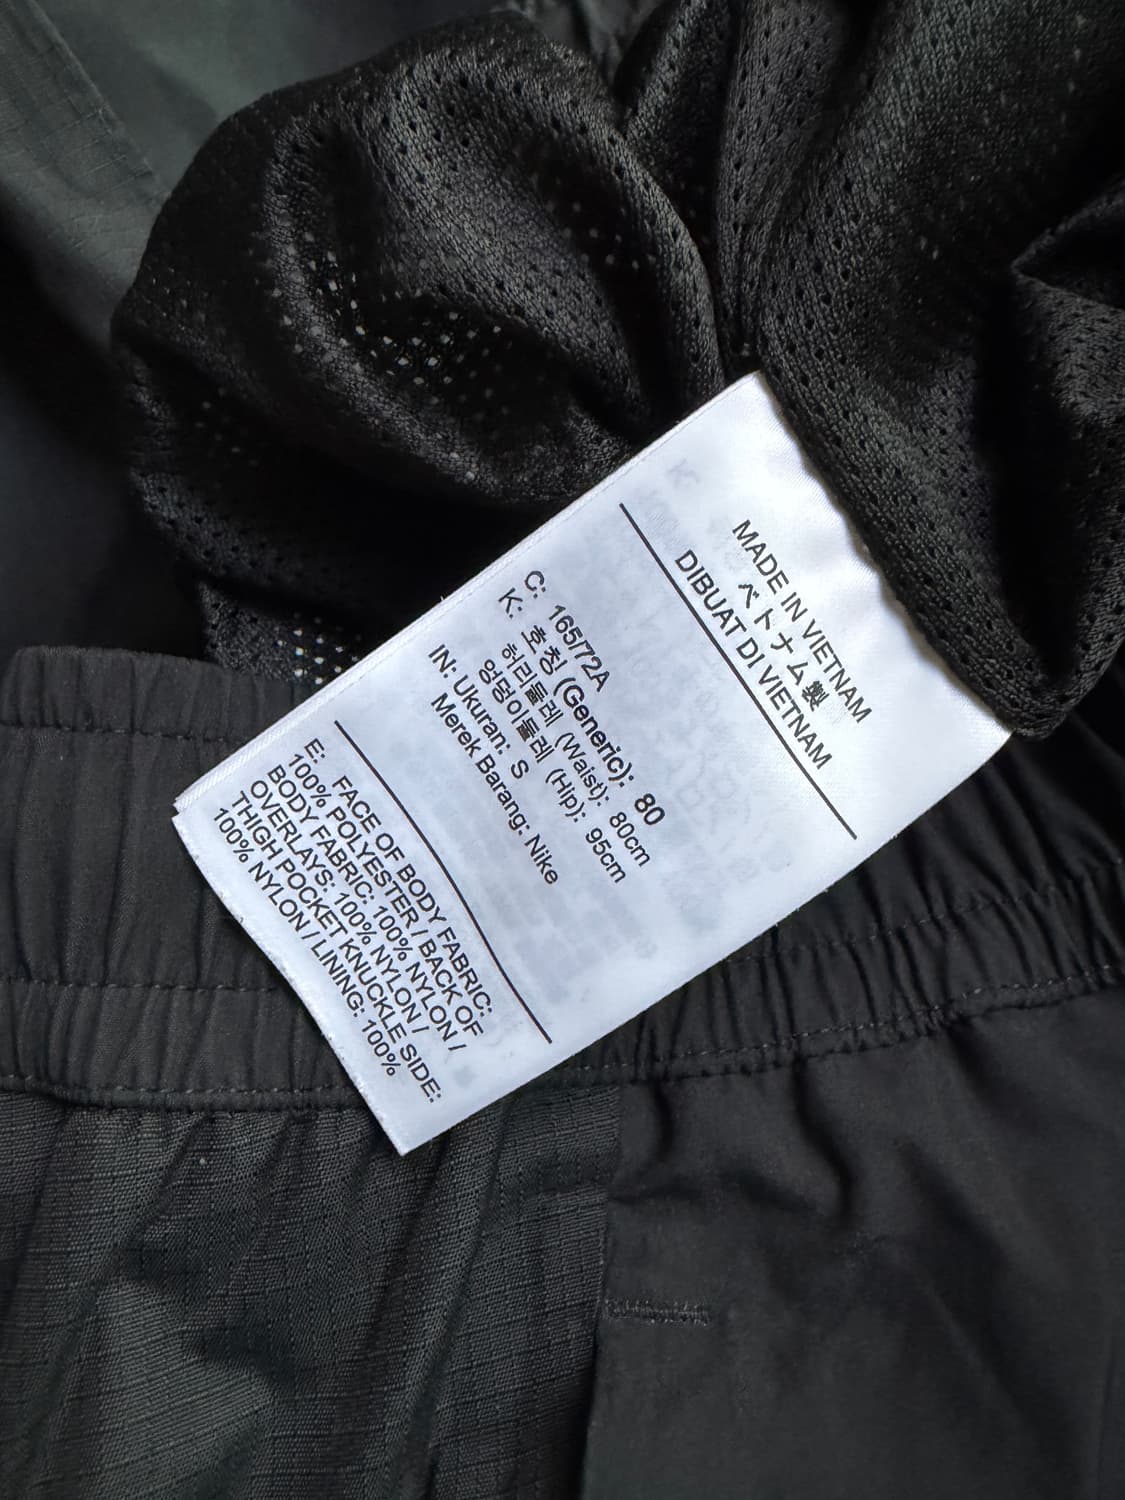 MADE IN VIETNAM
ベトナム製
DIBUAT DI VIETNAM
C: 165/72A
K: 호칭 (Generic): 80
허리둘레 (Waist): 80cm
엉덩이둘레 (Hip): 95cm
IN: Ukuran: S
Merek Barang: Nike
E: FACE OF BODY FABRIC:
100% POLYESTER / BACK OF
BODY FABRIC: 100% NYLON /
OVERLAYS: 100% NYLON /
THIGH POCKET KNUCKLE SIDE:
100% NYLON / LINING: 100%